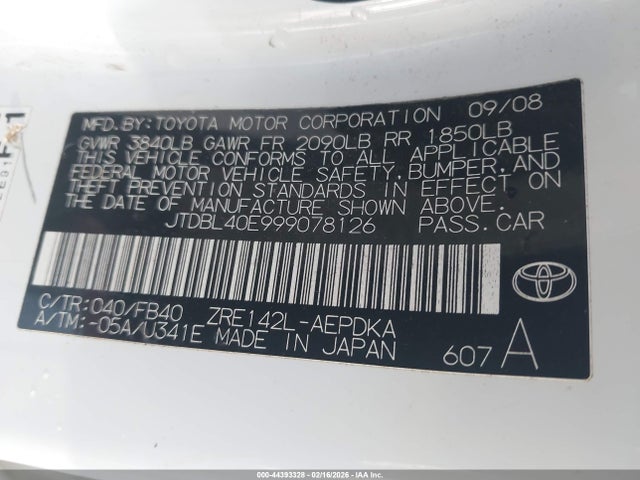 MFD. BY:TOYOTA MOTOR CORPORATION 09/08
GVWR 3840LB GAWR FR 2090LB RR 1850LB
THIS VEHICLE CONFORMS TO ALL APPLICABLE
FEDERAL MOTOR VEHICLE SAFETY,BUMPER,AND
THEFT PREVENTION STANDARDS IN EFFECT ON
THE DATE OF MANUFACTURE SHOWN ABOVE.
JTDBL40E999078126 PASS.CAR
C/TR:040/FB40 ZRE142L-AEPDKA
A/TM:-05A/U341E MADE IN JAPAN
607 A
000-44393328 - 02/16/2026 - IAA Inc.